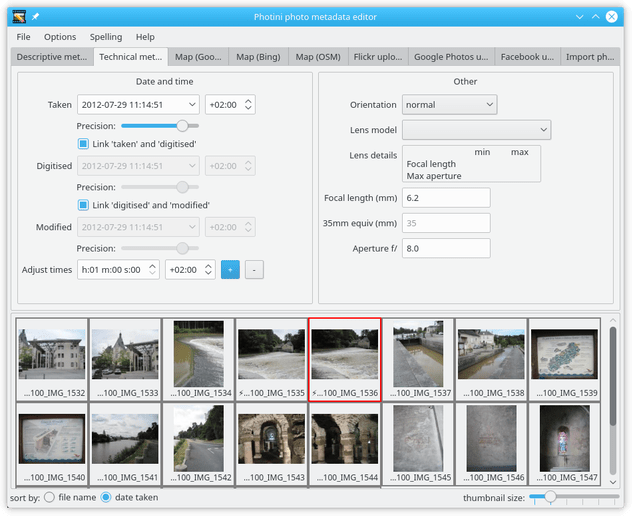 Photini photo metadata editor
File Options Spelling Help
Descriptive met... Technical met... Map (Goo... Map (Bing) Map (OSM) Flickr uplo... Google Photos u... Facebook u... Import ph...
Date and time
Taken 2012-07-29 11:14:51 +02:00
Precision:
Link 'taken' and 'digitised'
Digitised 2012-07-29 11:14:51 +02:00
Precision:
Link 'digitised' and 'modified'
Modified 2012-07-29 11:14:51 +02:00
Precision:
Adjust times h:01 m:00 s:00 +02:00 + -
Other
Orientation normal
Lens model
Lens details min max
Focal length
Max aperture
Focal length (mm) 6.2
35mm equiv (mm) 35
Aperture f/ 8.0
...100_IMG_1532 ...100_IMG_1533 ...100_IMG_1534 ⚡...100_IMG_1535 ⚡...100_IMG_1536 ...100_IMG_1537 ...100_IMG_1538 ...100_IMG_1539
...100_IMG_1540 ...100_IMG_1541 ...100_IMG_1542 ...100_IMG_1543 ...100_IMG_1544 ...100_IMG_1545 ...100_IMG_1546 ...100_IMG_1547
sort by: file name date taken thumbnail size: